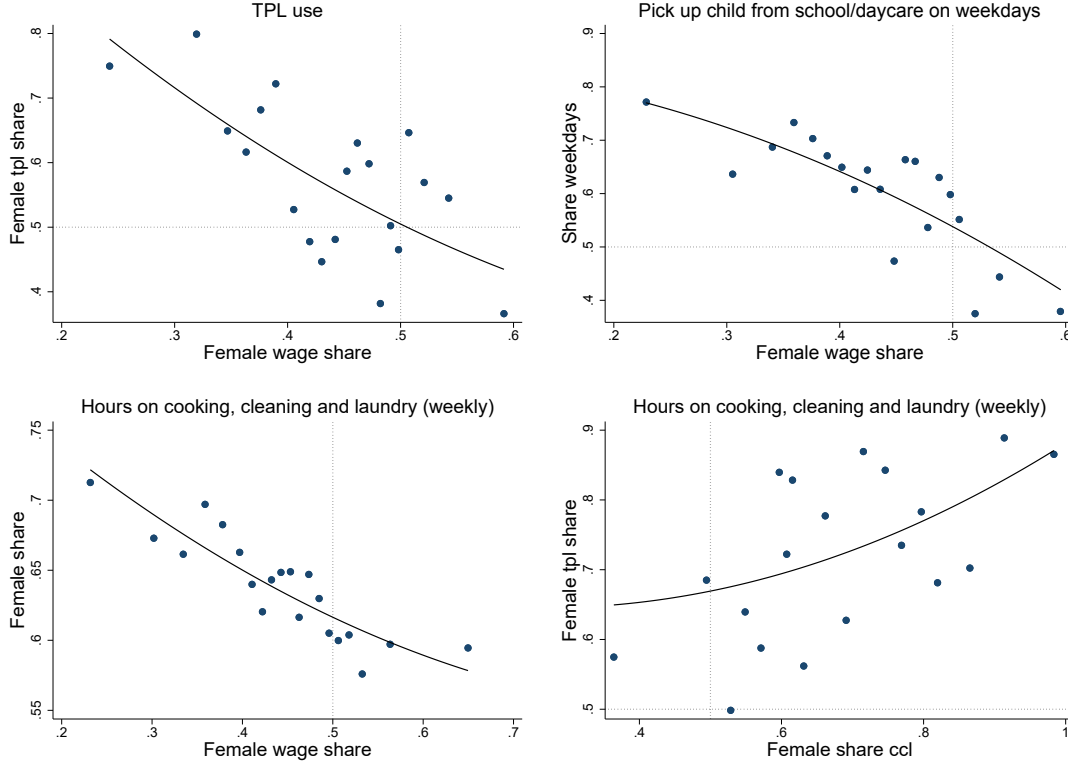 TPL use
Female tpl share
.8
.7
.6
.5
.4
.2 .3 .4 .5 .6
Female wage share
Pick up child from school/daycare on weekdays
Share weekdays
.9
.8
.7
.6
.5
.4
.2 .3 .4 .5 .6
Female wage share
Hours on cooking, cleaning and laundry (weekly)
Female share
.75
.7
.65
.6
.55
.2 .3 .4 .5 .6 .7
Female wage share
Hours on cooking, cleaning and laundry (weekly)
Female tpl share
.9
.8
.7
.6
.5
.4 .6 .8 1
Female share ccl